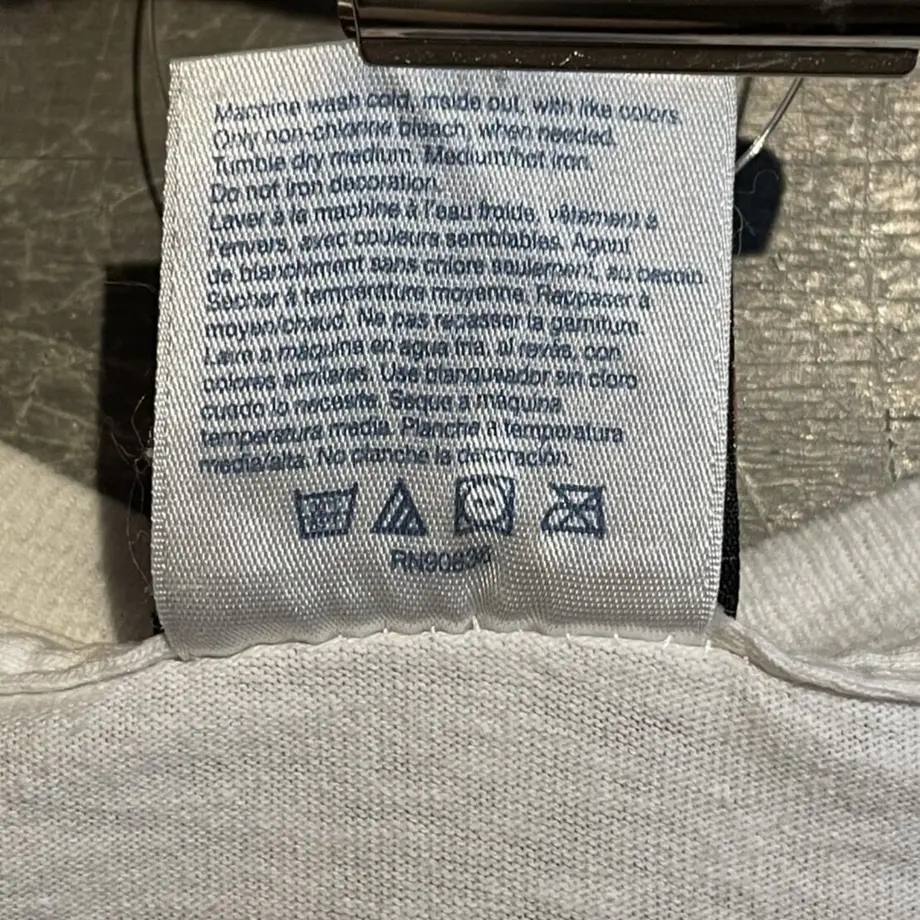 Machine wash cold, inside out, with like colors.
Only non-chlorine bleach, when needed.
Tumble dry medium. Medium/hot iron.
Do not iron decoration.
Laver à la machine à l'eau froide, vêtement à
l'envers, avec couleurs semblables. Agent
de blanchiment sans chlore seulement, au besoin.
Sécher à température moyenne. Repasser à
moyen/chaud. Ne pas repasser la garniture.
Lave a máquina en agua fria, al revés, con
colores similares. Use blanqueador sin cloro
cuado lo necesite. Seque a máquina
temperatura media. Planche a temperatura
media/alta. No planche la decoración.